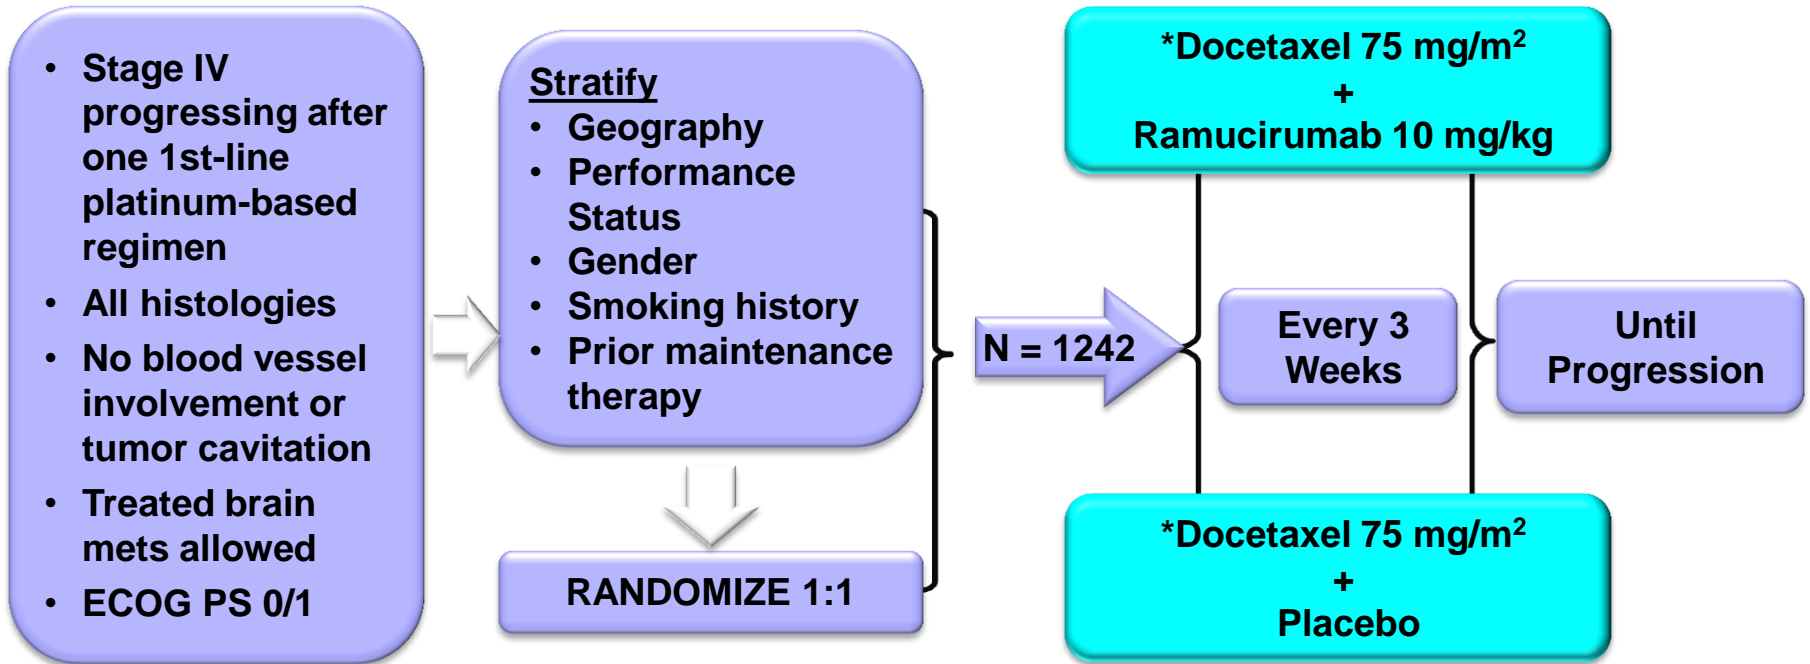 • Stage IV
progressing after
one 1st-line
platinum-based
regimen
• All histologies
• No blood vessel
involvement or
tumor cavitation
• Treated brain
mets allowed
• ECOG PS 0/1
Stratify
• Geography
• Performance
Status
• Gender
• Smoking history
• Prior maintenance
therapy
RANDOMIZE 1:1
N = 1242
*Docetaxel 75 mg/m²
+
Ramucirumab 10 mg/kg
Every 3
Weeks
Until
Progression
*Docetaxel 75 mg/m²
+
Placebo